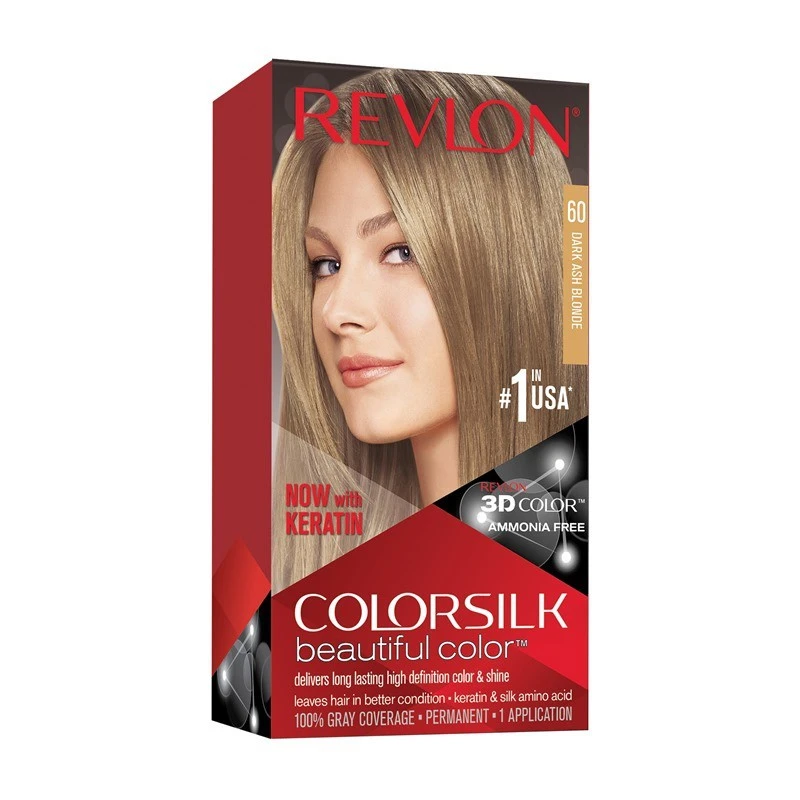 REVLON®
60
DARK ASH BLONDE
#1 IN USA*
NOW with
KERATIN
REVLON
3D COLOR™
AMMONIA FREE
COLORSILK
beautiful color™
delivers long lasting high definition color & shine
leaves hair in better condition • keratin & silk amino acid
100% GRAY COVERAGE • PERMANENT • 1 APPLICATION